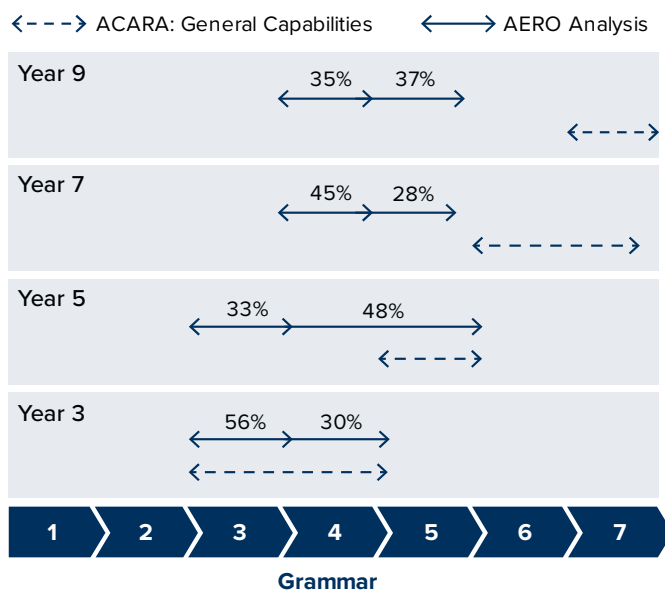 ACARA: General Capabilities AERO Analysis
Year 9
35% 37%
Year 7
45% 28%
Year 5
33% 48%
Year 3
56% 30%
1 2 3 4 5 6 7
Grammar